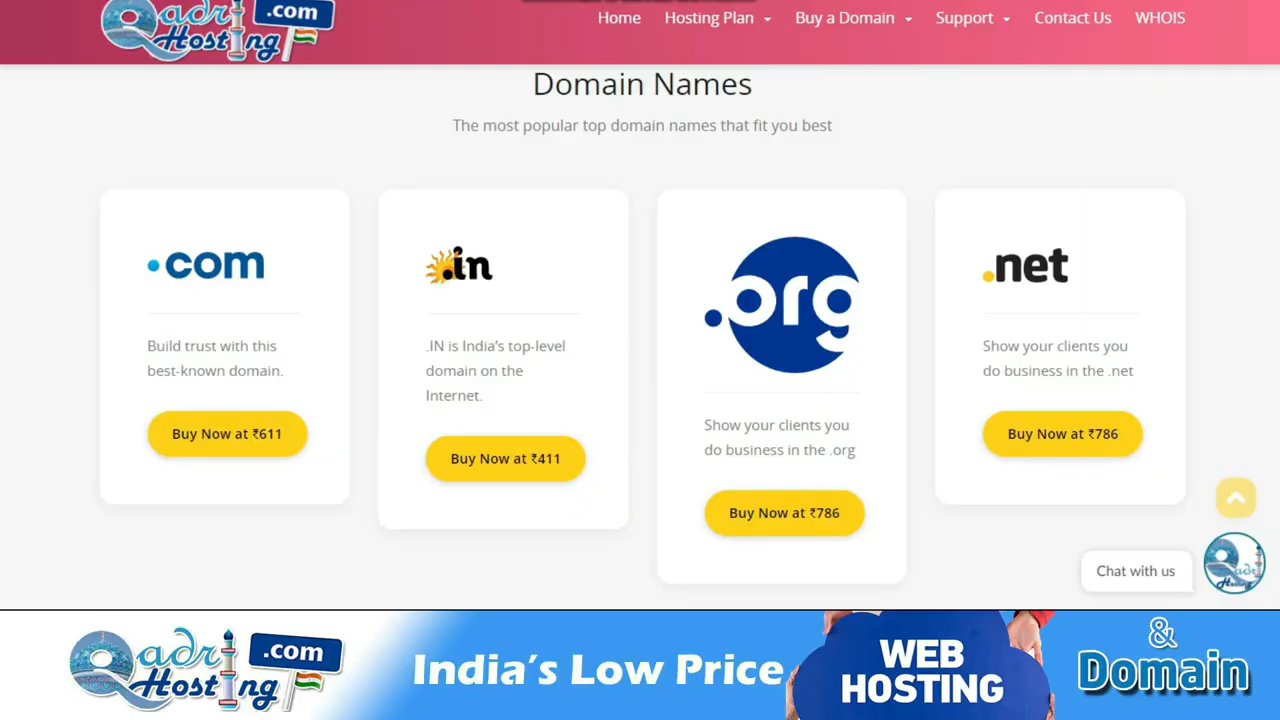 Qadri
.com
Hosting
Home
Hosting Plan
Buy a Domain
Support
Contact Us
WHOIS
Domain Names
The most popular top domain names that fit you best
.com
Build trust with this
best-known domain.
Buy Now at ₹611
.in
.IN is India's top-level
domain on the
Internet.
Buy Now at ₹411
.org
Show your clients you
do business in the .org
Buy Now at ₹786
.net
Show your clients you
do business in the .net
Buy Now at ₹786
Chat with us
Qadri
Hosting
Qadri
.com
Hosting
India's Low Price
WEB
HOSTING
&
Domain